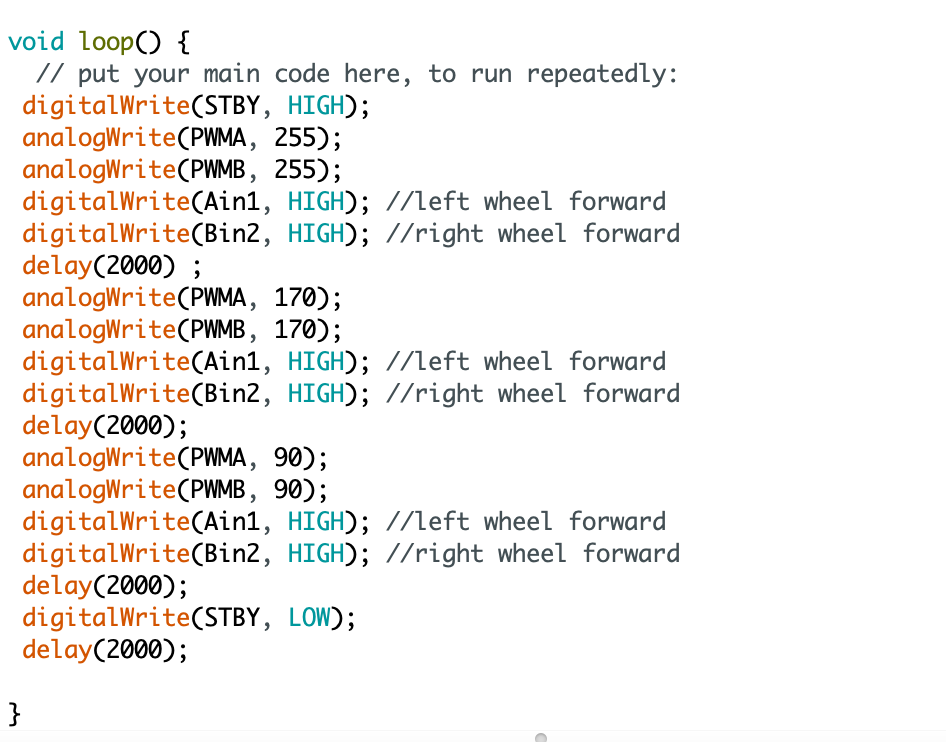 void loop() {
  // put your main code here, to run repeatedly:
 digitalWrite(STBY, HIGH);
 analogWrite(PWMA, 255);
 analogWrite(PWMB, 255);
 digitalWrite(Ain1, HIGH); //left wheel forward
 digitalWrite(Bin2, HIGH); //right wheel forward
 delay(2000) ;
 analogWrite(PWMA, 170);
 analogWrite(PWMB, 170);
 digitalWrite(Ain1, HIGH); //left wheel forward
 digitalWrite(Bin2, HIGH); //right wheel forward
 delay(2000);
 analogWrite(PWMA, 90);
 analogWrite(PWMB, 90);
 digitalWrite(Ain1, HIGH); //left wheel forward
 digitalWrite(Bin2, HIGH); //right wheel forward
 delay(2000);
 digitalWrite(STBY, LOW);
 delay(2000);
}